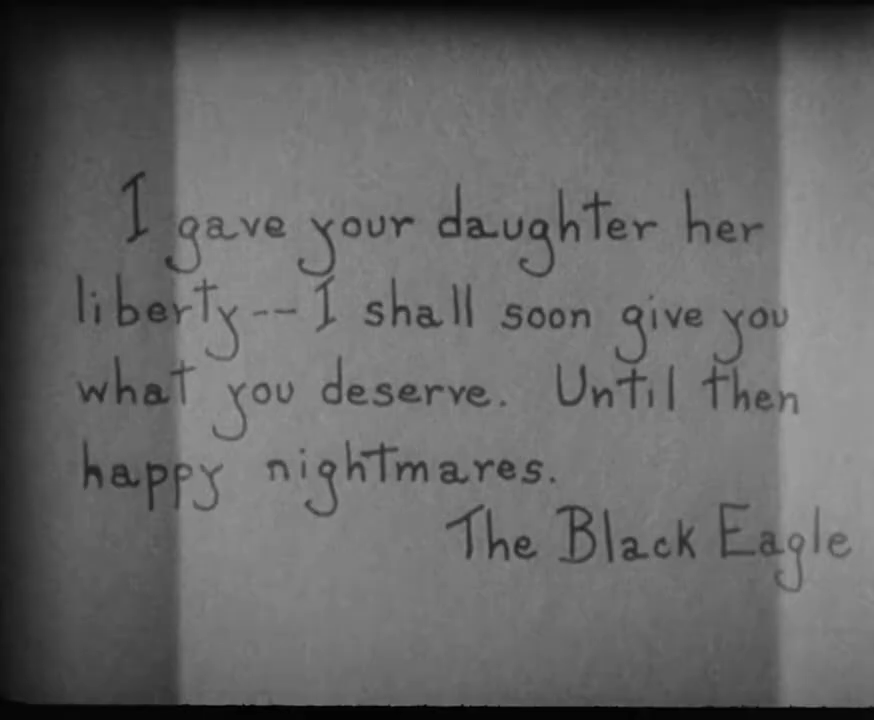 I gave your daughter her
liberty--I shall soon give you
what you deserve. Until then
happy nightmares.
The Black Eagle